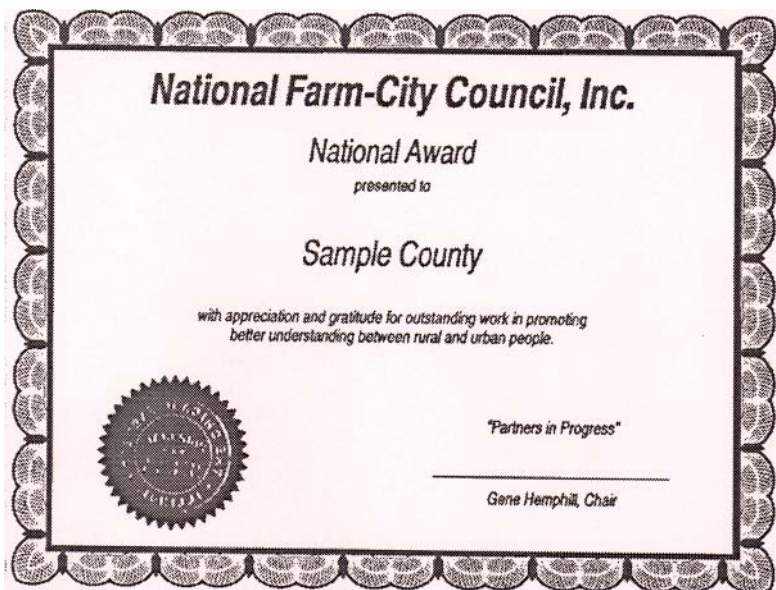 National Farm-City Council, Inc.
National Award
presented to
Sample County
with appreciation and gratitude for outstanding work in promoting
better understanding between rural and urban people.
"Partners in Progress"
Gene Hemphill, Chair